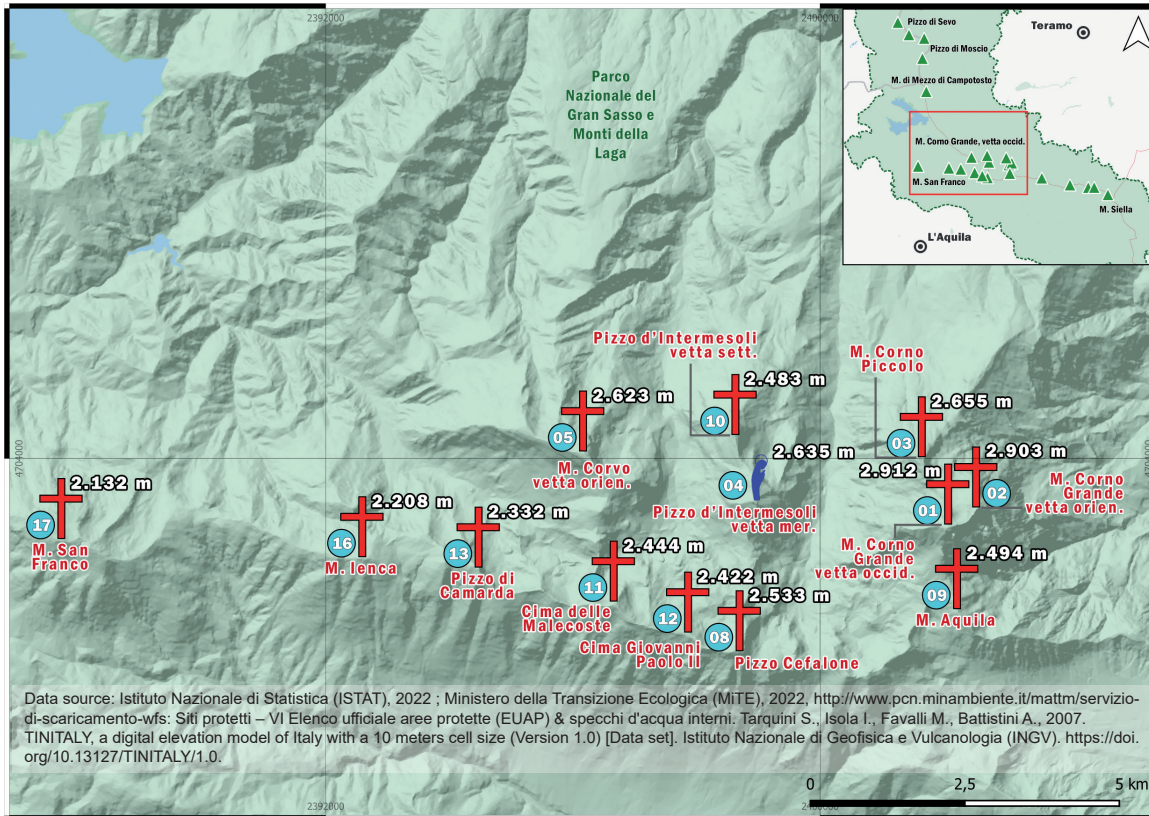 2392000
2400000
Pizzo di Sevo
Pizzo di Moscio
M. di Mezzo di Campotosto
M. Corno Grande, vetta occid.
M. San Franco
M. Siella
Teramo
L'Aquila
Parco
Nazionale del
Gran Sasso e
Monti della
Laga
Pizzo d'Intermesoli
vetta sett.
2.483 m
10
M. Corno
Piccolo
2.655 m
03
2.623 m
05
M. Corvo
vetta orien.
4704000
4704000
2.635 m
04
Pizzo d'Intermesoli
vetta mer.
2.903 m
02
M. Corno
Grande
vetta orien.
2.912 m
01
M. Corno
Grande
vetta occid.
2.132 m
17
M. San
Franco
2.208 m
16
M. Ienca
2.332 m
13
Pizzo di
Camarda
2.444 m
11
Cima delle
Malecoste
2.422 m
12
Cima Giovanni
Paolo II
2.533 m
08
Pizzo Cefalone
2.494 m
09
M. Aquila
Data source: Istituto Nazionale di Statistica (ISTAT), 2022 ; Ministero della Transizione Ecologica (MiTE), 2022, http://www.pcn.minambiente.it/mattm/servizio-
di-scaricamento-wfs: Siti protetti – VI Elenco ufficiale aree protette (EUAP) & specchi d'acqua interni. Tarquini S., Isola I., Favalli M., Battistini A., 2007.
TINITALY, a digital elevation model of Italy with a 10 meters cell size (Version 1.0) [Data set]. Istituto Nazionale di Geofisica e Vulcanologia (INGV). https://doi.
org/10.13127/TINITALY/1.0.
0 2,5 5 km
2392000
2400000